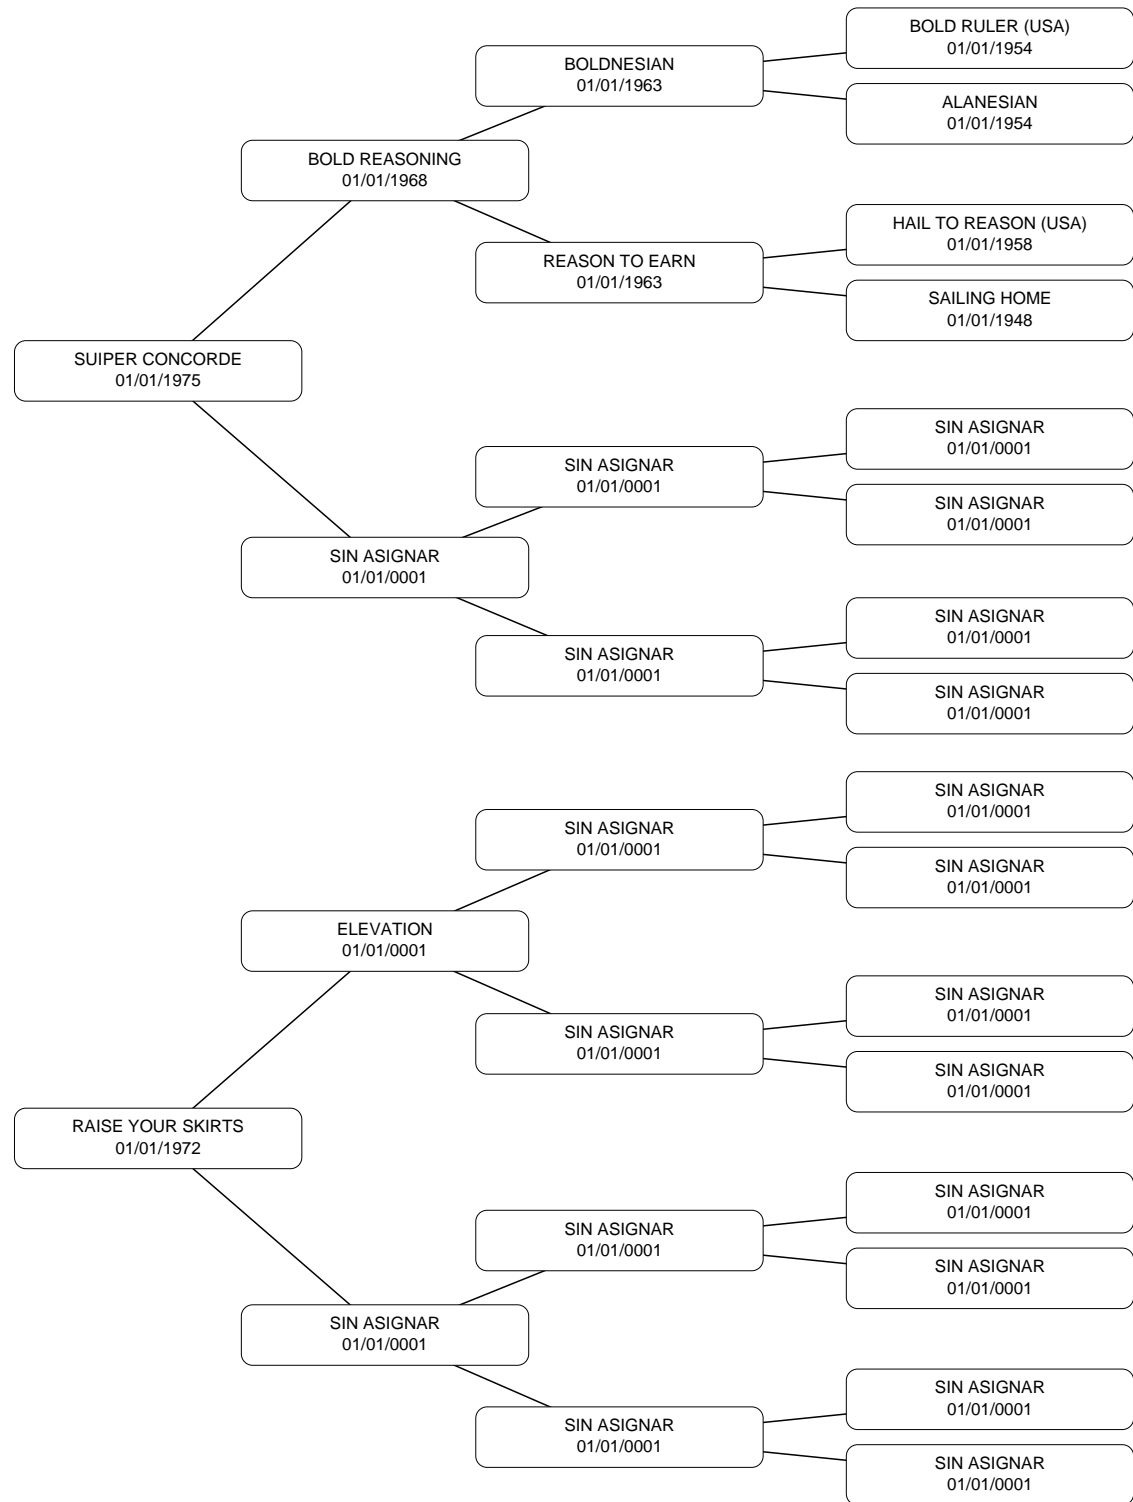 BOLD RULER (USA)
01/01/1954
BOLDNESIAN
01/01/1963
ALANESIAN
01/01/1954
BOLD REASONING
01/01/1968
HAIL TO REASON (USA)
01/01/1958
REASON TO EARN
01/01/1963
SAILING HOME
01/01/1948
SUIPER CONCORDE
01/01/1975
SIN ASIGNAR
01/01/0001
SIN ASIGNAR
01/01/0001
SIN ASIGNAR
01/01/0001
SIN ASIGNAR
01/01/0001
SIN ASIGNAR
01/01/0001
SIN ASIGNAR
01/01/0001
SIN ASIGNAR
01/01/0001
SIN ASIGNAR
01/01/0001
SIN ASIGNAR
01/01/0001
SIN ASIGNAR
01/01/0001
ELEVATION
01/01/0001
SIN ASIGNAR
01/01/0001
SIN ASIGNAR
01/01/0001
SIN ASIGNAR
01/01/0001
RAISE YOUR SKIRTS
01/01/1972
SIN ASIGNAR
01/01/0001
SIN ASIGNAR
01/01/0001
SIN ASIGNAR
01/01/0001
SIN ASIGNAR
01/01/0001
SIN ASIGNAR
01/01/0001
SIN ASIGNAR
01/01/0001
SIN ASIGNAR
01/01/0001